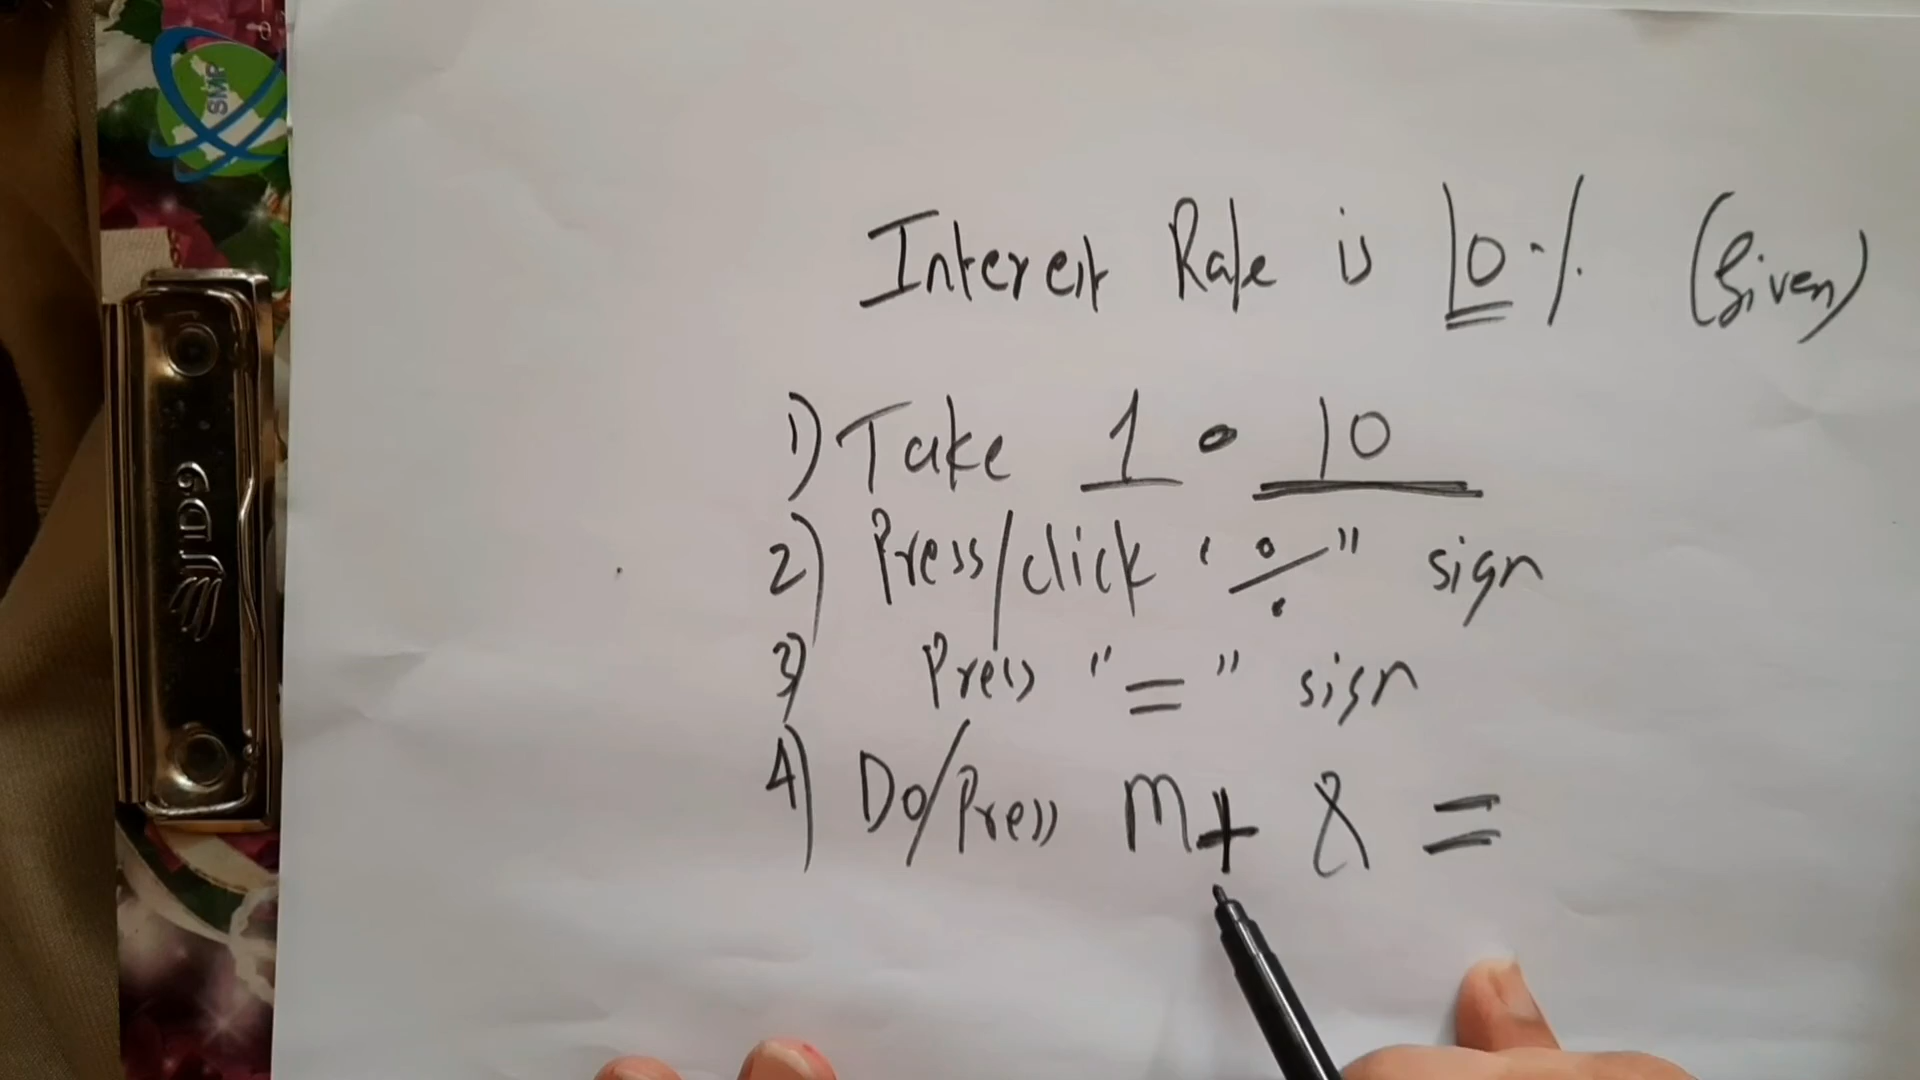 SMP
Interest Rate is 10% (Given)
1) Take 1 . 10
2) Press/click "÷" sign
3) Press "=" sign
4) Do/Press m+ & =